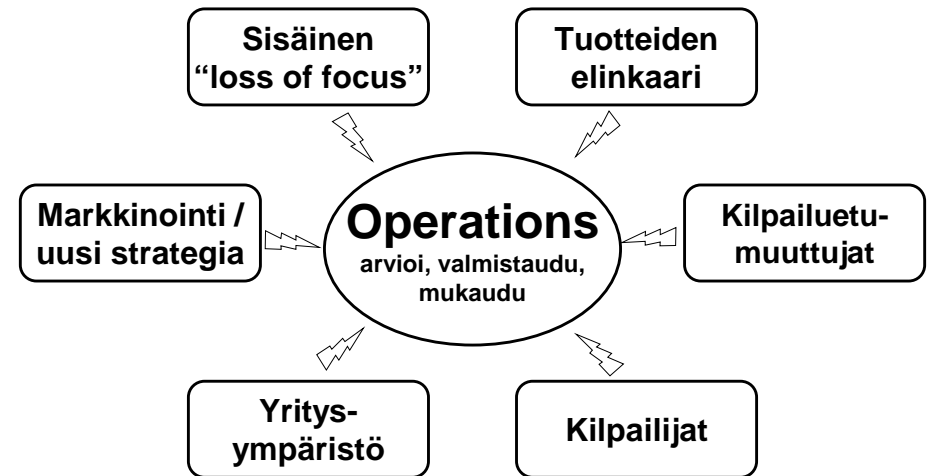 Sisäinen
“loss of focus”
Tuotteiden
elinkaari
Markkinointi /
uusi strategia
Operations
arvioi, valmistaudu,
mukaudu
Kilpailuetu-
muuttujat
Yritys-
ympäristö
Kilpailijat